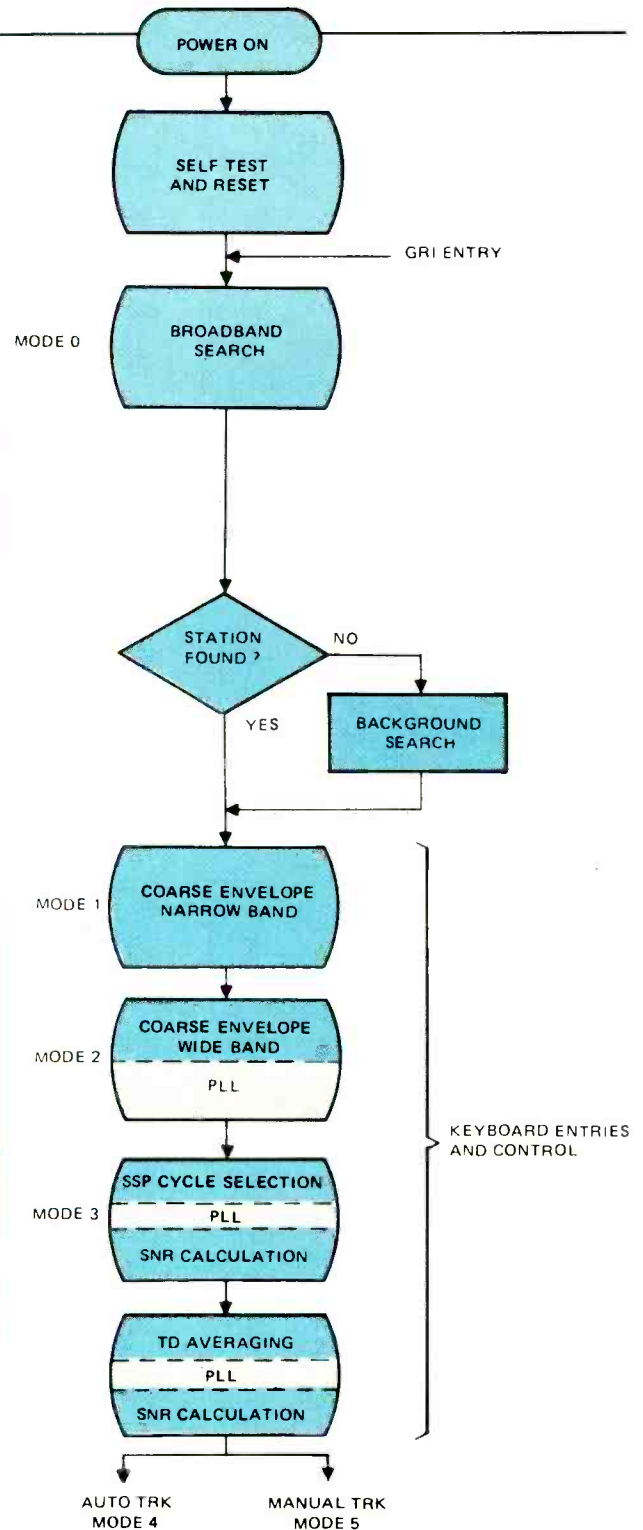 POWER ON
SELF TEST
AND RESET
GRI ENTRY
MODE 0
BROADBAND
SEARCH
STATION
FOUND ?
NO
YES
BACKGROUND
SEARCH
MODE 1
COARSE ENVELOPE
NARROW BAND
MODE 2
COARSE ENVELOPE
WIDE BAND
PLL
KEYBOARD ENTRIES
AND CONTROL
MODE 3
SSP CYCLE SELECTION
PLL
SNR CALCULATION
TD AVERAGING
PLL
SNR CALCULATION
AUTO TRK
MODE 4
MANUAL TRK
MODE 5